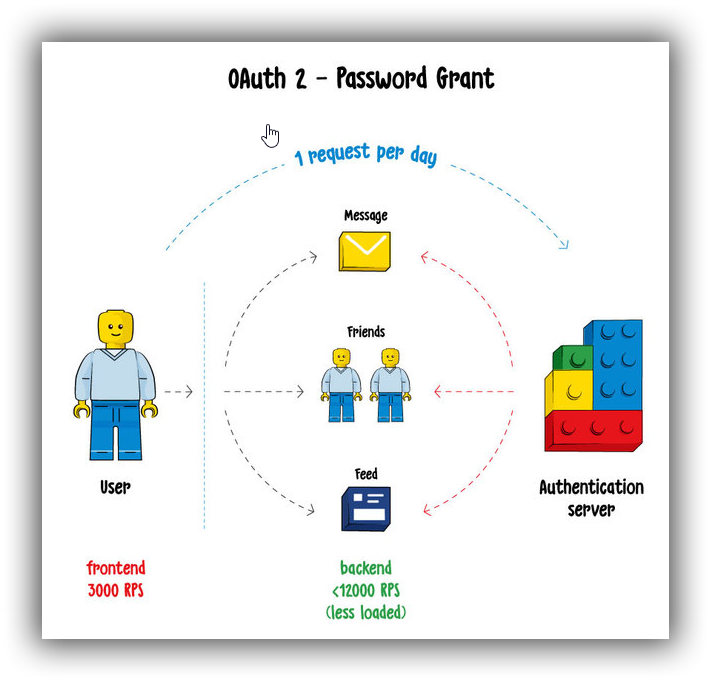 OAuth 2 - Password Grant
1 request per day
Message
Friends
Feed
User
Authentication
server
frontend
3000 RPS
backend
<12000 RPS
(less loaded)